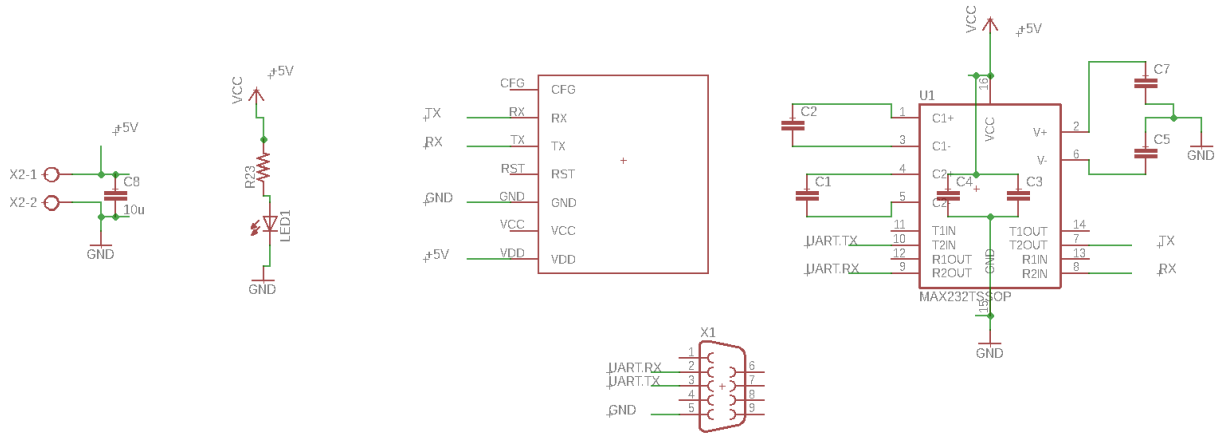 X2-1
X2-2
+5V
C8
10u
GND
VCC
+5V
R23
LED1
GND
TX
RX
GND
+5V
CFG
RX
TX
RST
GND
VCC
VDD
CFG
RX
TX
RST
GND
VCC
VDD
VCC
+5V
U1
16
VCC
1
3
4
5
11
10
12
9
C1+
C1-
C2+
C2-
T1IN
T2IN
R1OUT
R2OUT
C2
C1
UART.TX
UART.RX
C4
C3
GND
V+
V-
T1OUT
T2OUT
R1IN
R2IN
2
6
14
7
13
8
C7
C5
GND
TX
RX
MAX232TSSOP
15
GND
X1
UART.RX
UART.TX
GND
1
2
3
4
5
6
7
8
9